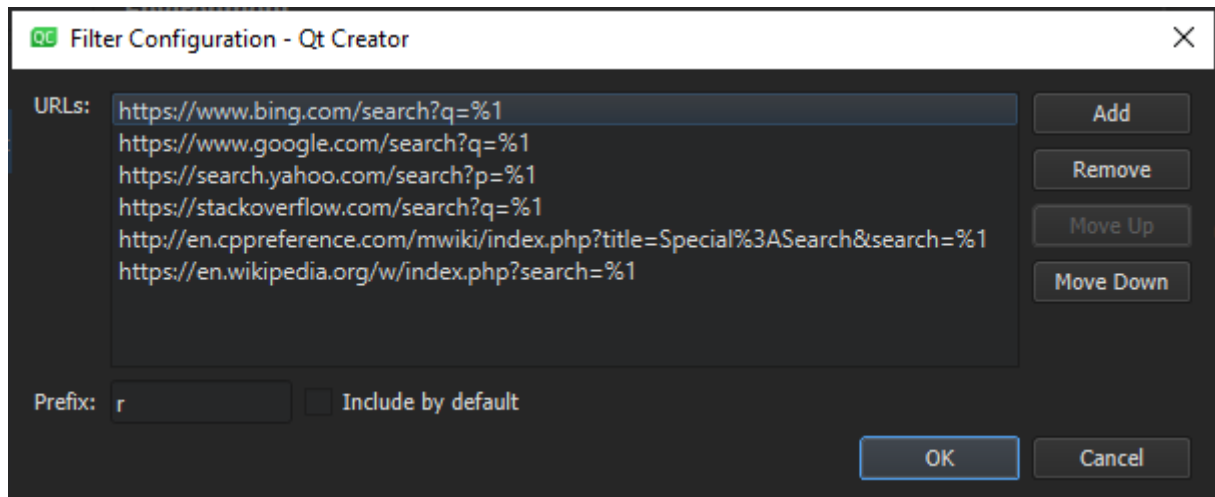 QC Filter Configuration - Qt Creator
URLs:
https://www.bing.com/search?q=%1
https://www.google.com/search?q=%1
https://search.yahoo.com/search?p=%1
https://stackoverflow.com/search?q=%1
http://en.cppreference.com/mwiki/index.php?title=Special%3ASearch&search=%1
https://en.wikipedia.org/w/index.php?search=%1
Add
Remove
Move Up
Move Down
Prefix: r Include by default
OK Cancel